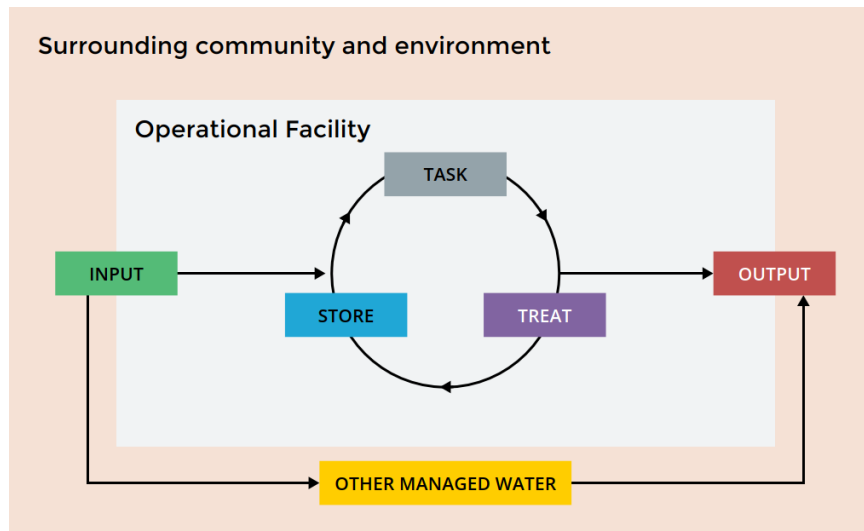 Surrounding community and environment
Operational Facility
TASK
INPUT
OUTPUT
STORE
TREAT
OTHER MANAGED WATER